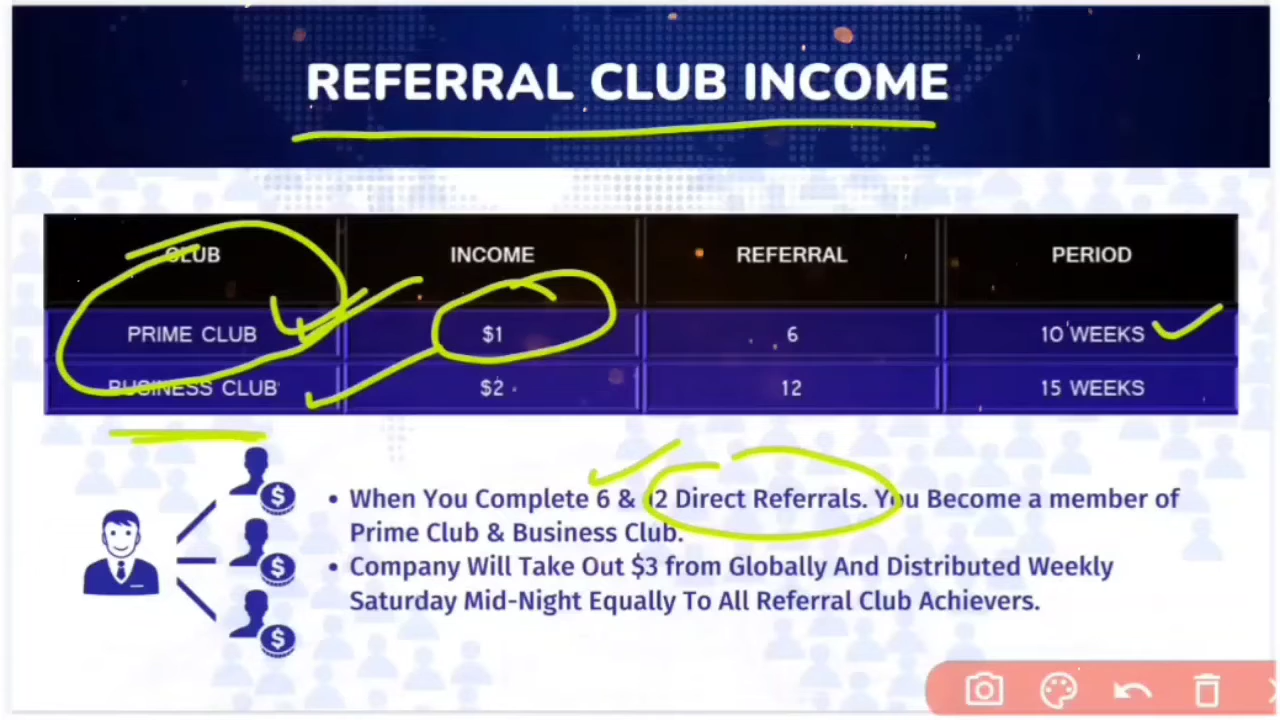 REFERRAL CLUB INCOME
CLUB INCOME REFERRAL PERIOD
PRIME CLUB $1 6 10 WEEKS
BUSINESS CLUB $2 12 15 WEEKS
• When You Complete 6 & 12 Direct Referrals. You Become a member of
Prime Club & Business Club.
• Company Will Take Out $3 from Globally And Distributed Weekly
Saturday Mid-Night Equally To All Referral Club Achievers.
$
$
$